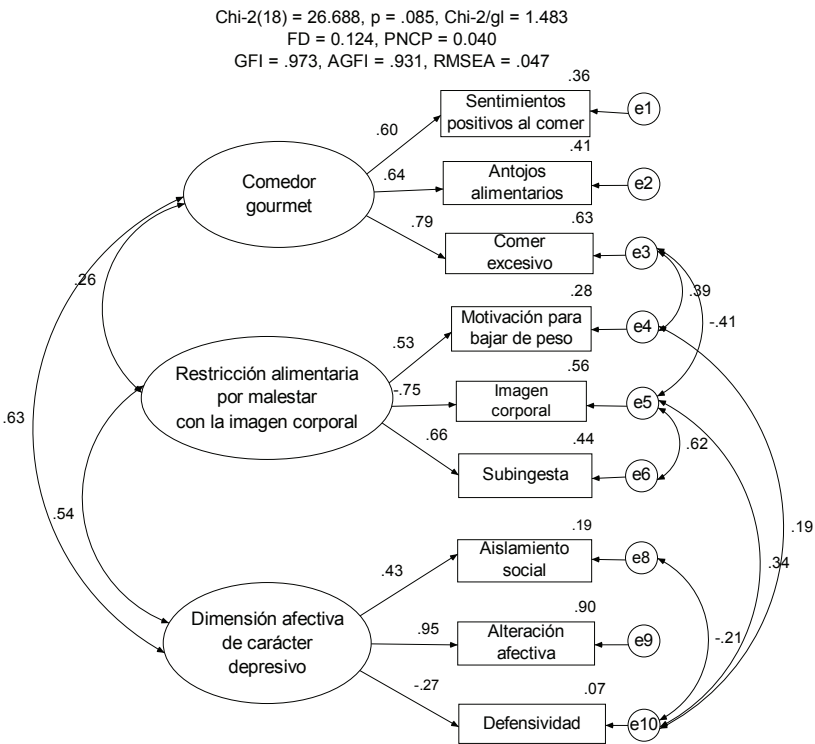 Chi-2(18) = 26.688, p = .085, Chi-2/gl = 1.483
FD = 0.124, PNCP = 0.040
GFI = .973, AGFI = .931, RMSEA = .047
.36
Sentimientos
positivos al comer
e1
.60
.41
Antojos
alimentarios
e2
.64
Comedor
gourmet
.63
Comer
excesivo
e3
.79
.26
.39
-.41
.28
Motivación para
bajar de peso
e4
.53
Restricción alimentaria
por malestar
con la imagen corporal
.56
Imagen
corporal
e5
-.75
.66
.44
Subingesta
e6
.62
.63
.54
.19
.34
.19
Aislamiento
social
e8
.43
Dimensión afectiva
de carácter
depresivo
.90
Alteración
afectiva
e9
.95
-.21
-.27
.07
Defensividad
e10